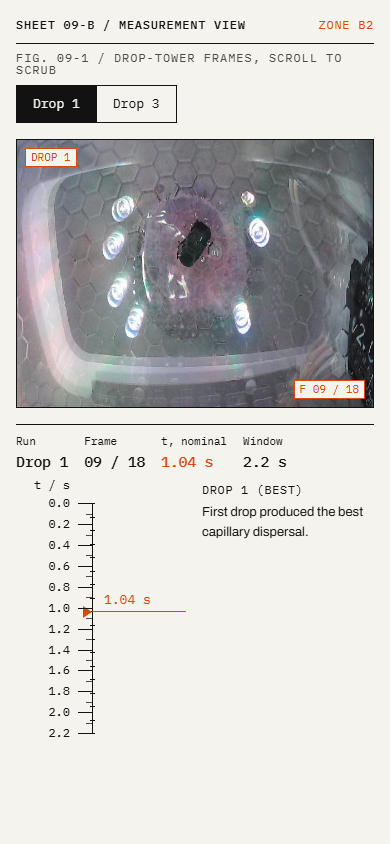 SHEET 09-B / MEASUREMENT VIEW
ZONE B2
FIG. 09-1 / DROP-TOWER FRAMES, SCROLL TO
SCRUB
Drop 1
Drop 3
DROP 1
F 09 / 18
Run
Frame
t, nominal
Window
Drop 1
09 / 18
1.04 s
2.2 s
t / s
0.0
0.2
0.4
0.6
0.8
1.0
1.2
1.4
1.6
1.8
2.0
2.2
1.04 s
DROP 1 (BEST)
First drop produced the best
capillary dispersal.